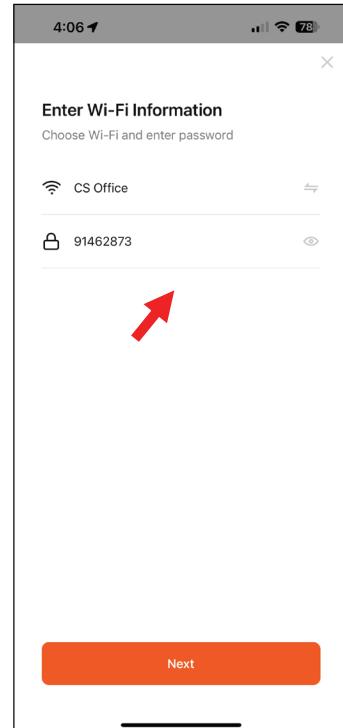 4:06
78
Enter Wi-Fi Information
Choose Wi-Fi and enter password
CS Office
91462873
Next